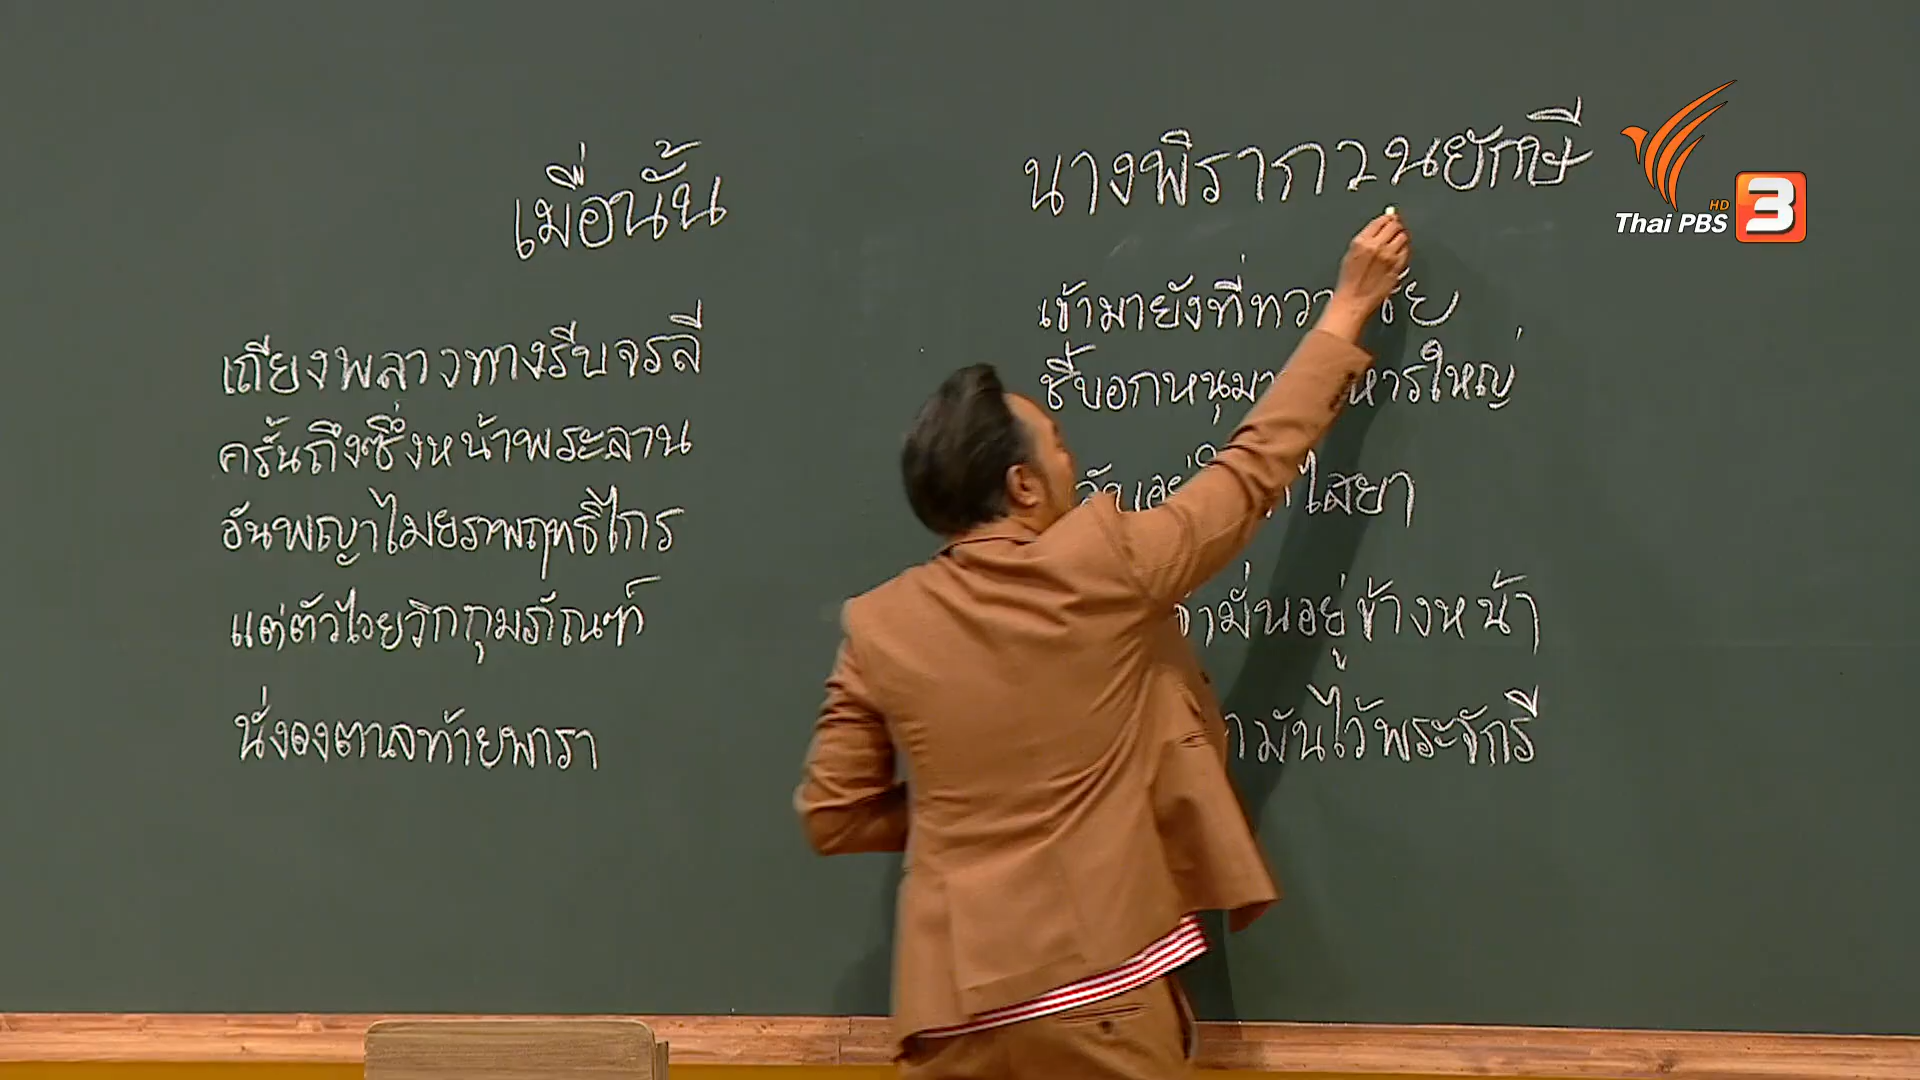 เมื่อนั้น นางพิรากวนยักษี
เถียงพลางทางรีบจรลี เข้ามายังที่ทวา
ครั้นถึงซึ่งหน้าพระลาน ชี้บอกหนุมา หารใหญ่
อันพญาไมยราพฤทธิไกร ไสยา
แต่ตัวไวยวิกกุมภัณฑ์ มั่นอยู่ข้างหน้า
นั่งจงตาลท้ายพารา มันไว้พระจักรี
Thai PBS HD 3